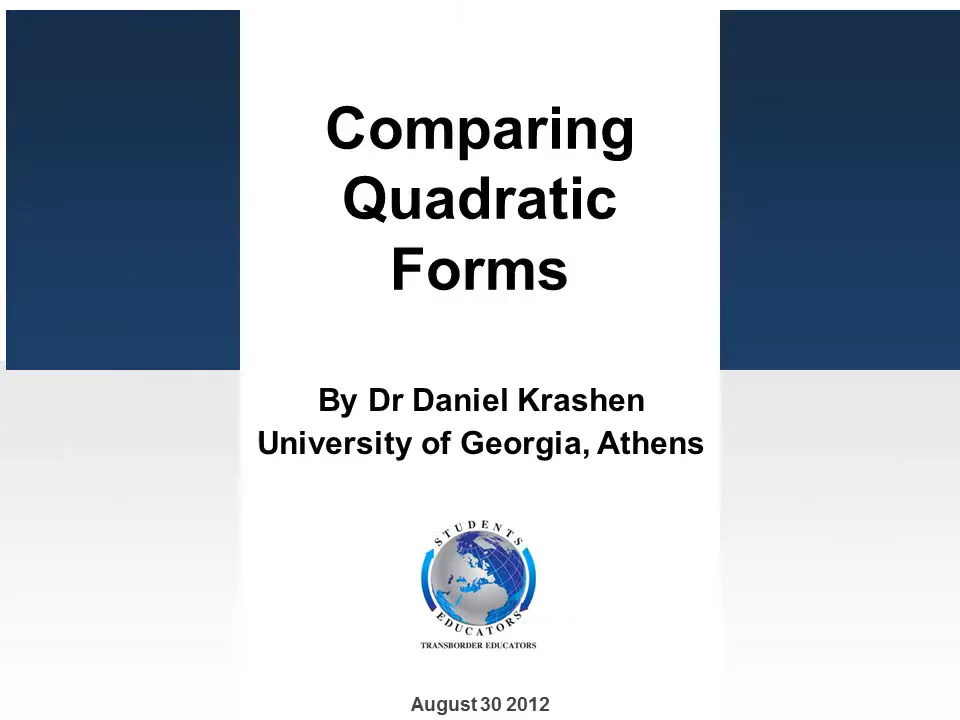 Comparing
Quadratic
Forms
By Dr Daniel Krashen
University of Georgia, Athens
STUDENTS
EDUCATORS
TRANSBORDER EDUCATORS
August 30 2012